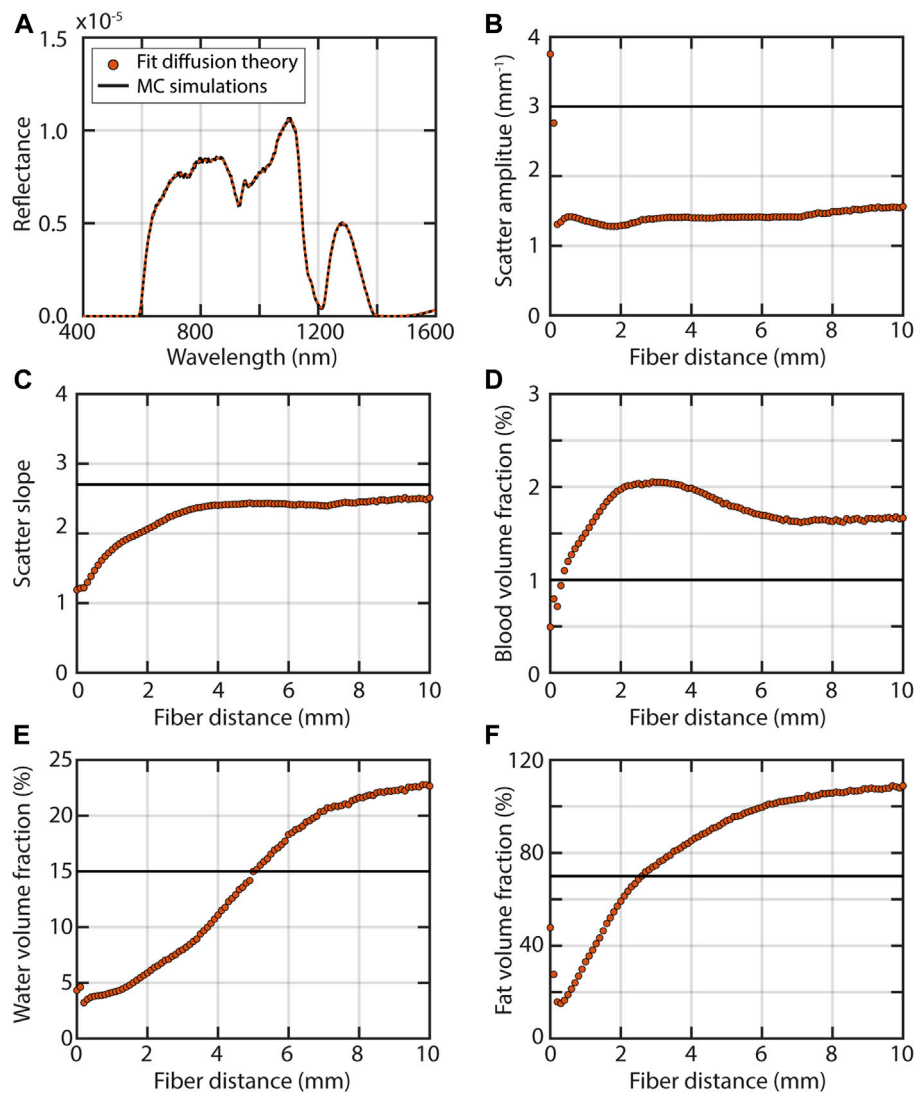 A
x10⁻⁵
1.5
1.0
0.5
0.0
Reflectance
Fit diffusion theory
MC simulations
400 800 1200 1600
Wavelength (nm)
B
4
3
2
1
0
Scatter amplitue (mm⁻¹)
0 2 4 6 8 10
Fiber distance (mm)
C
4
3
2
1
0
Scatter slope
0 2 4 6 8 10
Fiber distance (mm)
D
3
2
1
0
Blood volume fraction (%)
0 2 4 6 8 10
Fiber distance (mm)
E
25
20
15
10
5
0
Water volume fraction (%)
0 2 4 6 8 10
Fiber distance (mm)
F
120
80
40
0
Fat volume fraction (%)
0 2 4 6 8 10
Fiber distance (mm)